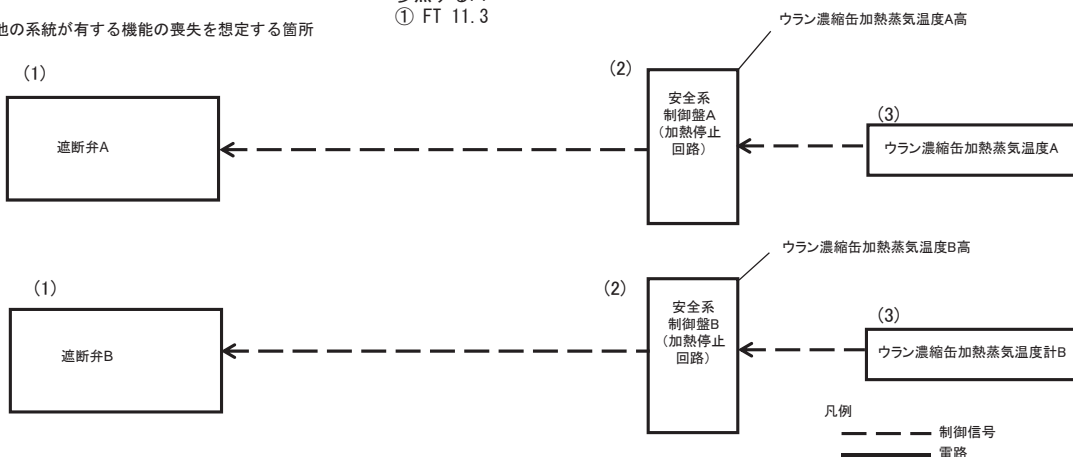 ① FT 11.3
他の系統が有する機能の喪失を想定する箇所
ウラン濃縮缶加熱蒸気温度A高
(1)
(2)
遮断弁A
安全系
制御盤A
(加熱停止
回路)
(3)
ウラン濃縮缶加熱蒸気温度A
ウラン濃縮缶加熱蒸気温度B高
(1)
(2)
遮断弁B
安全系
制御盤B
(加熱停止
回路)
(3)
ウラン濃縮缶加熱蒸気温度計B
凡例
制御信号
電路